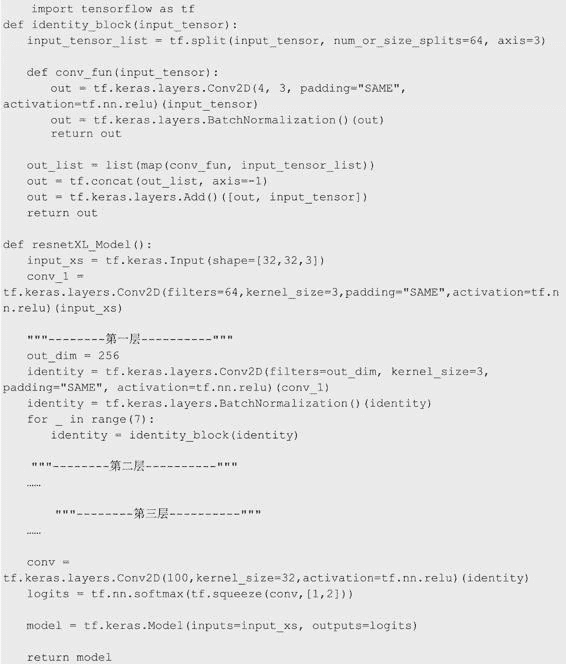 import tensorflow as tf
def identity_block(input_tensor):
    input_tensor_list = tf.split(input_tensor, num_or_size_splits=64, axis=3)
    def conv_fun(input_tensor):
        out = tf.keras.layers.Conv2D(4, 3, padding="SAME",
activation=tf.nn.relu)(input_tensor)
        out = tf.keras.layers.BatchNormalization()(out)
        return out
    out_list = list(map(conv_fun, input_tensor_list))
    out = tf.concat(out_list, axis=-1)
    out = tf.keras.layers.Add()([out, input_tensor])
    return out
def resnetXL_Model():
    input_xs = tf.keras.Input(shape=[32,32,3])
    conv_1 =
tf.keras.layers.Conv2D(filters=64,kernel_size=3,padding="SAME",activation=tf.n
n.relu)(input_xs)
    """--------第一层----------"""
    out_dim = 256
    identity = tf.keras.layers.Conv2D(filters=out_dim, kernel_size=3,
padding="SAME", activation=tf.nn.relu)(conv_1)
    identity = tf.keras.layers.BatchNormalization()(identity)
    for _ in range(7):
        identity = identity_block(identity)
    """--------第二层----------"""
    ……
    """--------第三层----------"""
    ……
    conv =
tf.keras.layers.Conv2D(100,kernel_size=32,activation=tf.nn.relu)(identity)
    logits = tf.nn.softmax(tf.squeeze(conv,[1,2]))
    model = tf.keras.Model(inputs=input_xs, outputs=logits)
    return model